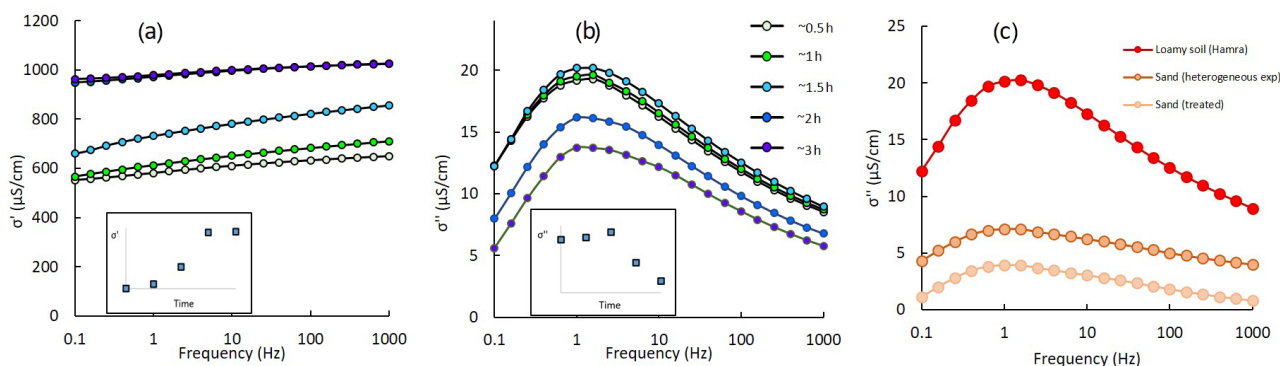 (a)
1200
1000
800
600
400
200
0
σ' (µS/cm)
0.1 1 10 100 1000
Frequency (Hz)
σ'
Time
(b)
20
15
10
5
0
σ'' (µS/cm)
0.1 1 10 100 1000
Frequency (Hz)
σ''
Time
~0.5 h
~1 h
~1.5 h
~2 h
~3 h
(c)
25
20
15
10
5
0
σ'' (µS/cm)
0.1 1 10 100 1000
Frequency (Hz)
Loamy soil (Hamra)
Sand (heterogeneous exp)
Sand (treated)